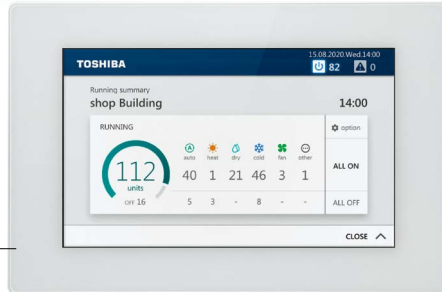 15.08.2020.Wed.14:00
TOSHIBA
82 0
Running summary
shop Building 14:00
RUNNING option
auto heat dry cold fan other
112 40 1 21 46 3 1 ALL ON
units
OFF 16 5 3 - 8 - - ALL OFF
CLOSE